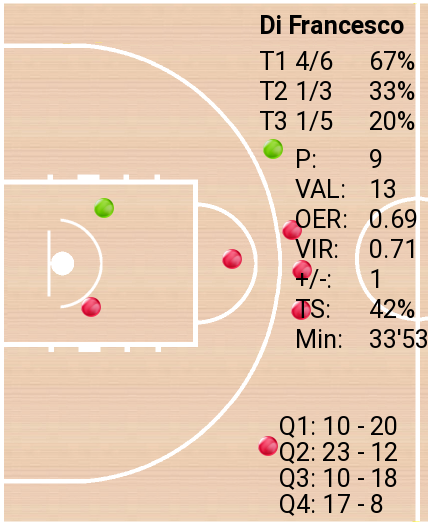 Di Francesco
T1 4/6 67%
T2 1/3 33%
T3 1/5 20%
P: 9
VAL: 13
OER: 0.69
VIR: 0.71
+/-: 1
TS: 42%
Min: 33'53
Q1: 10 - 20
Q2: 23 - 12
Q3: 10 - 18
Q4: 17 - 8